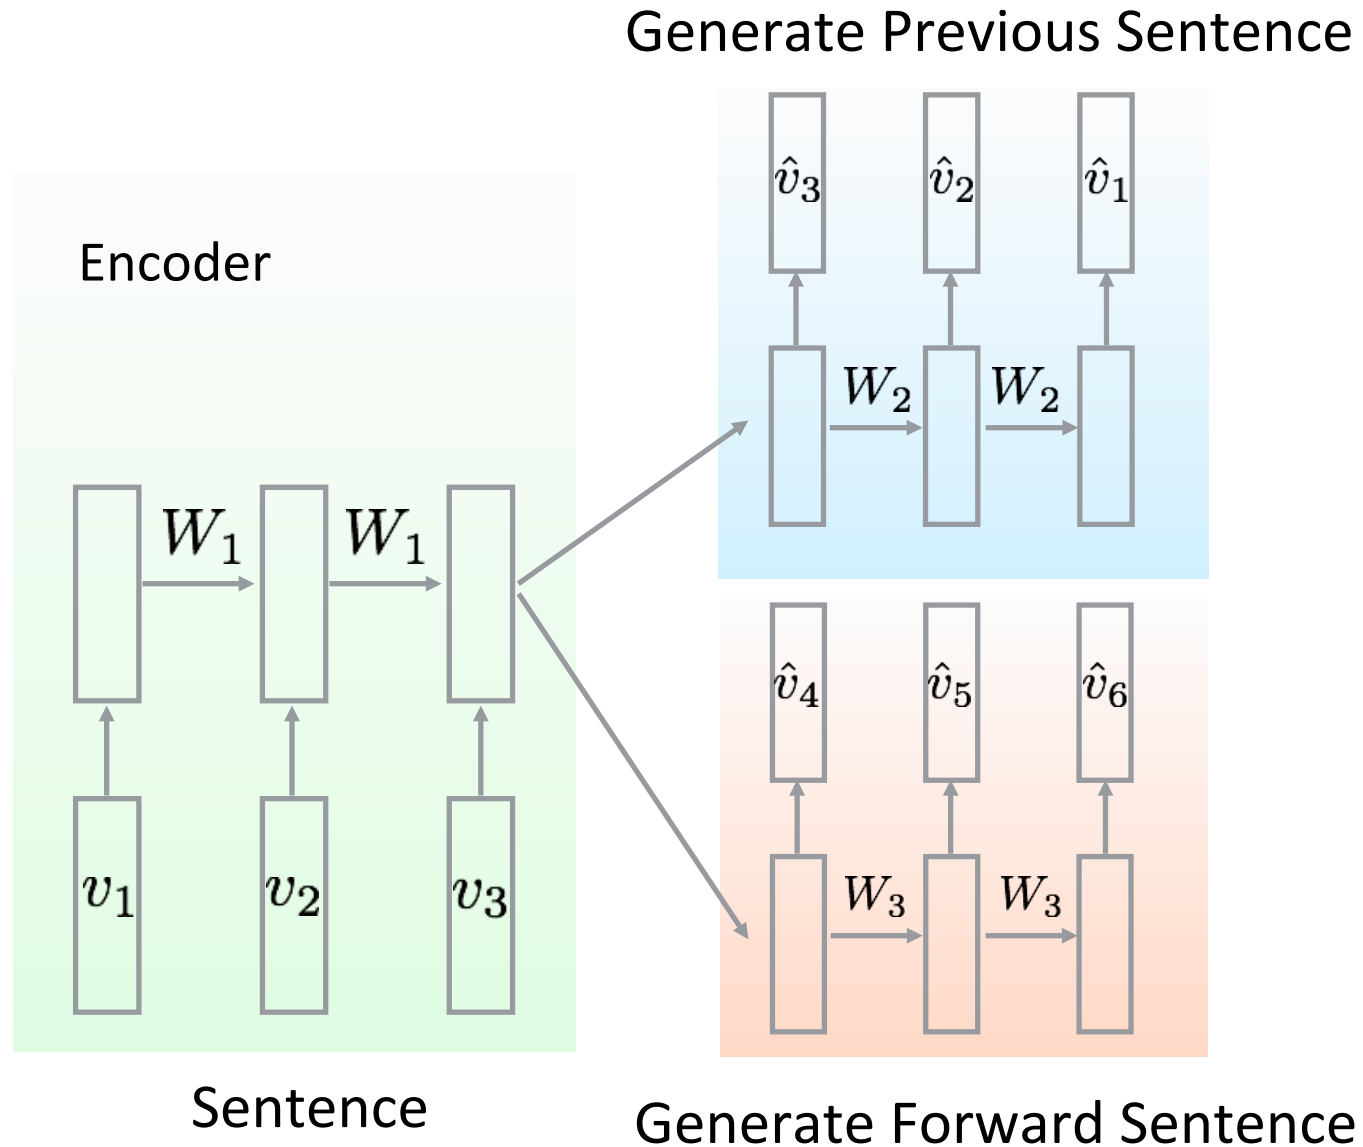 Generate Previous Sentence
v̂₃ v̂₂ v̂₁
Encoder
W₂ W₂
W₁ W₁
v̂₄ v̂₅ v̂₆
v₁ v₂ v₃
W₃ W₃
Sentence
Generate Forward Sentence